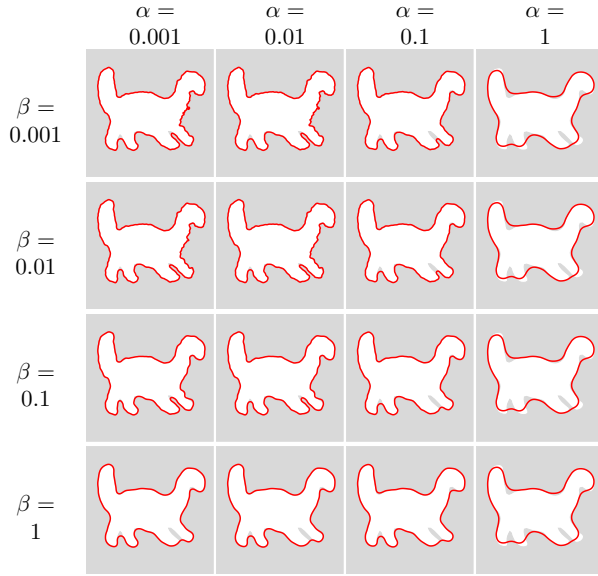 α = α = α = α =
0.001 0.01 0.1 1
β =
0.001
β =
0.01
β =
0.1
β =
1